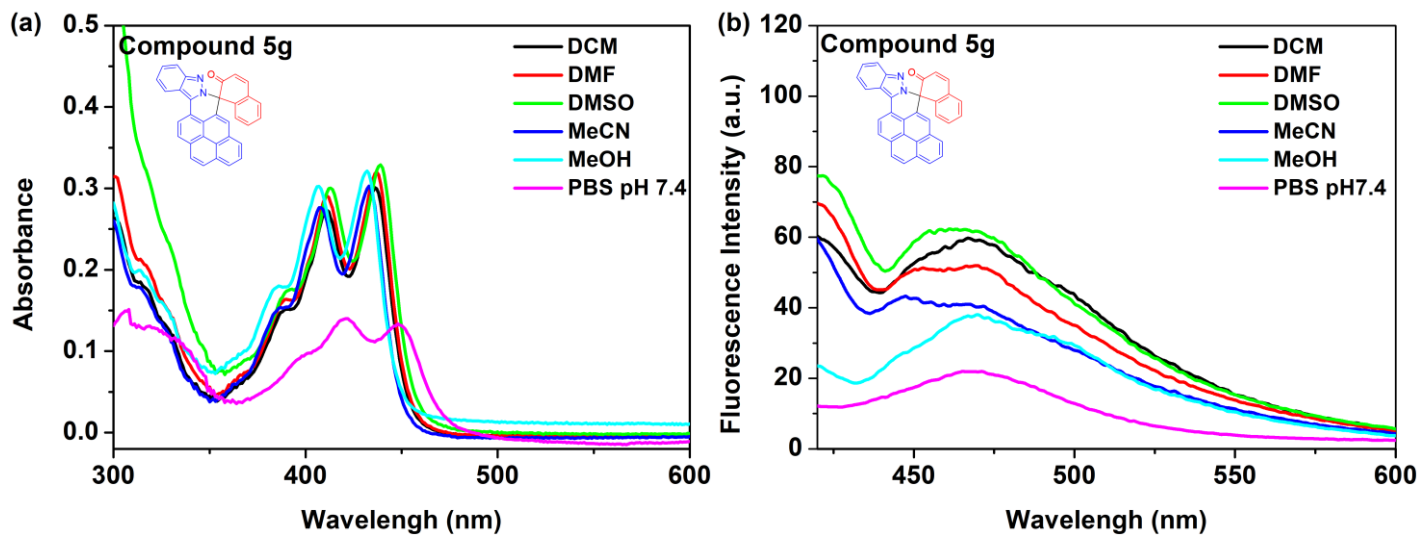 (a)
Compound 5g
N
N
O
DCM
DMF
DMSO
MeCN
MeOH
PBS pH 7.4
0.5
0.4
0.3
0.2
0.1
0.0
300
400
500
600
Absorbance
Wavelengh (nm)
(b)
Compound 5g
N
N
O
DCM
DMF
DMSO
MeCN
MeOH
PBS pH7.4
120
100
80
60
40
20
0
450
500
550
600
Fluorescence Intensity (a.u.)
Wavelengh (nm)